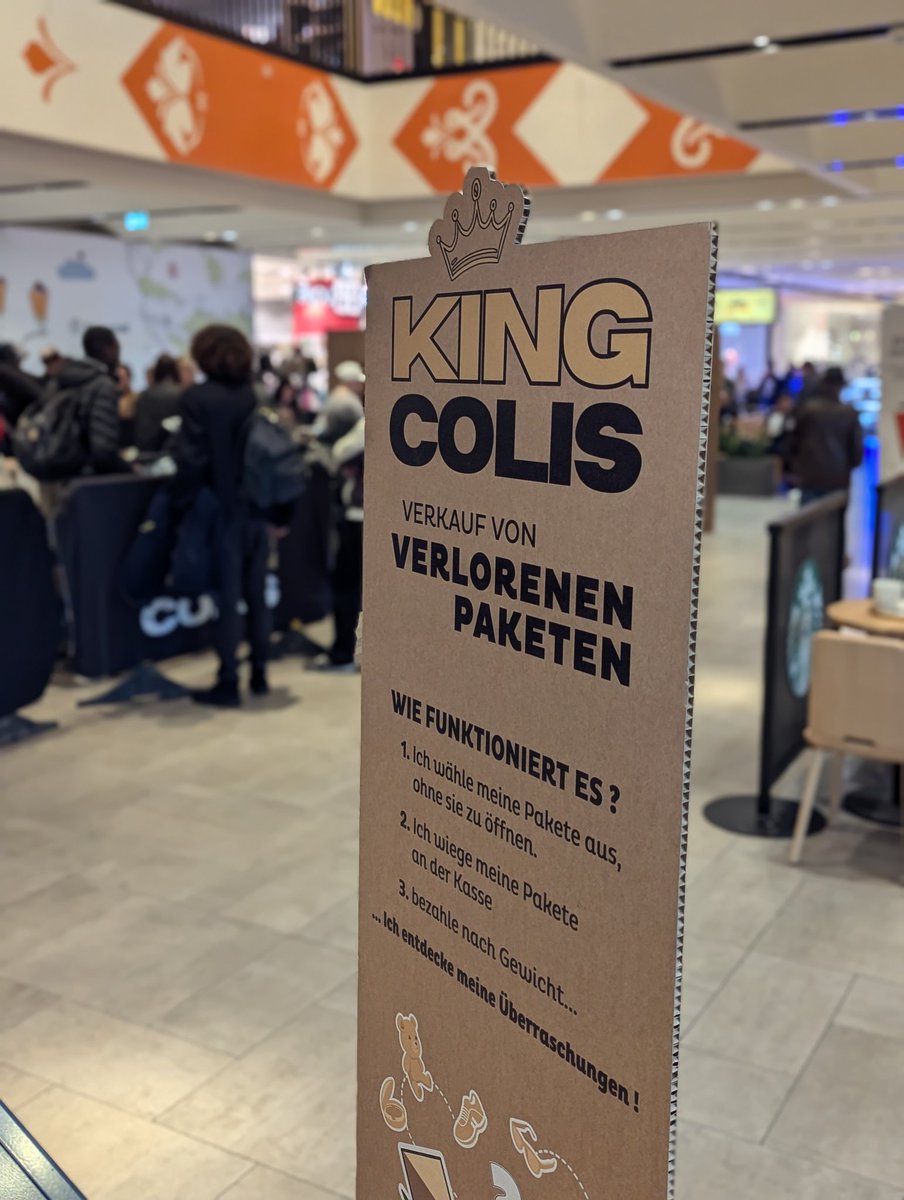 KING
COLIS
VERKAUF VON
VERLORENEN
PAKETEN
WIE FUNKTIONIERT ES ?
1. Ich wähle meine Pakete aus,
ohne sie zu öffnen.
2. Ich wiege meine Pakete
an der Kasse
3. bezahle nach Gewicht...
... Ich entdecke meine Überraschungen !